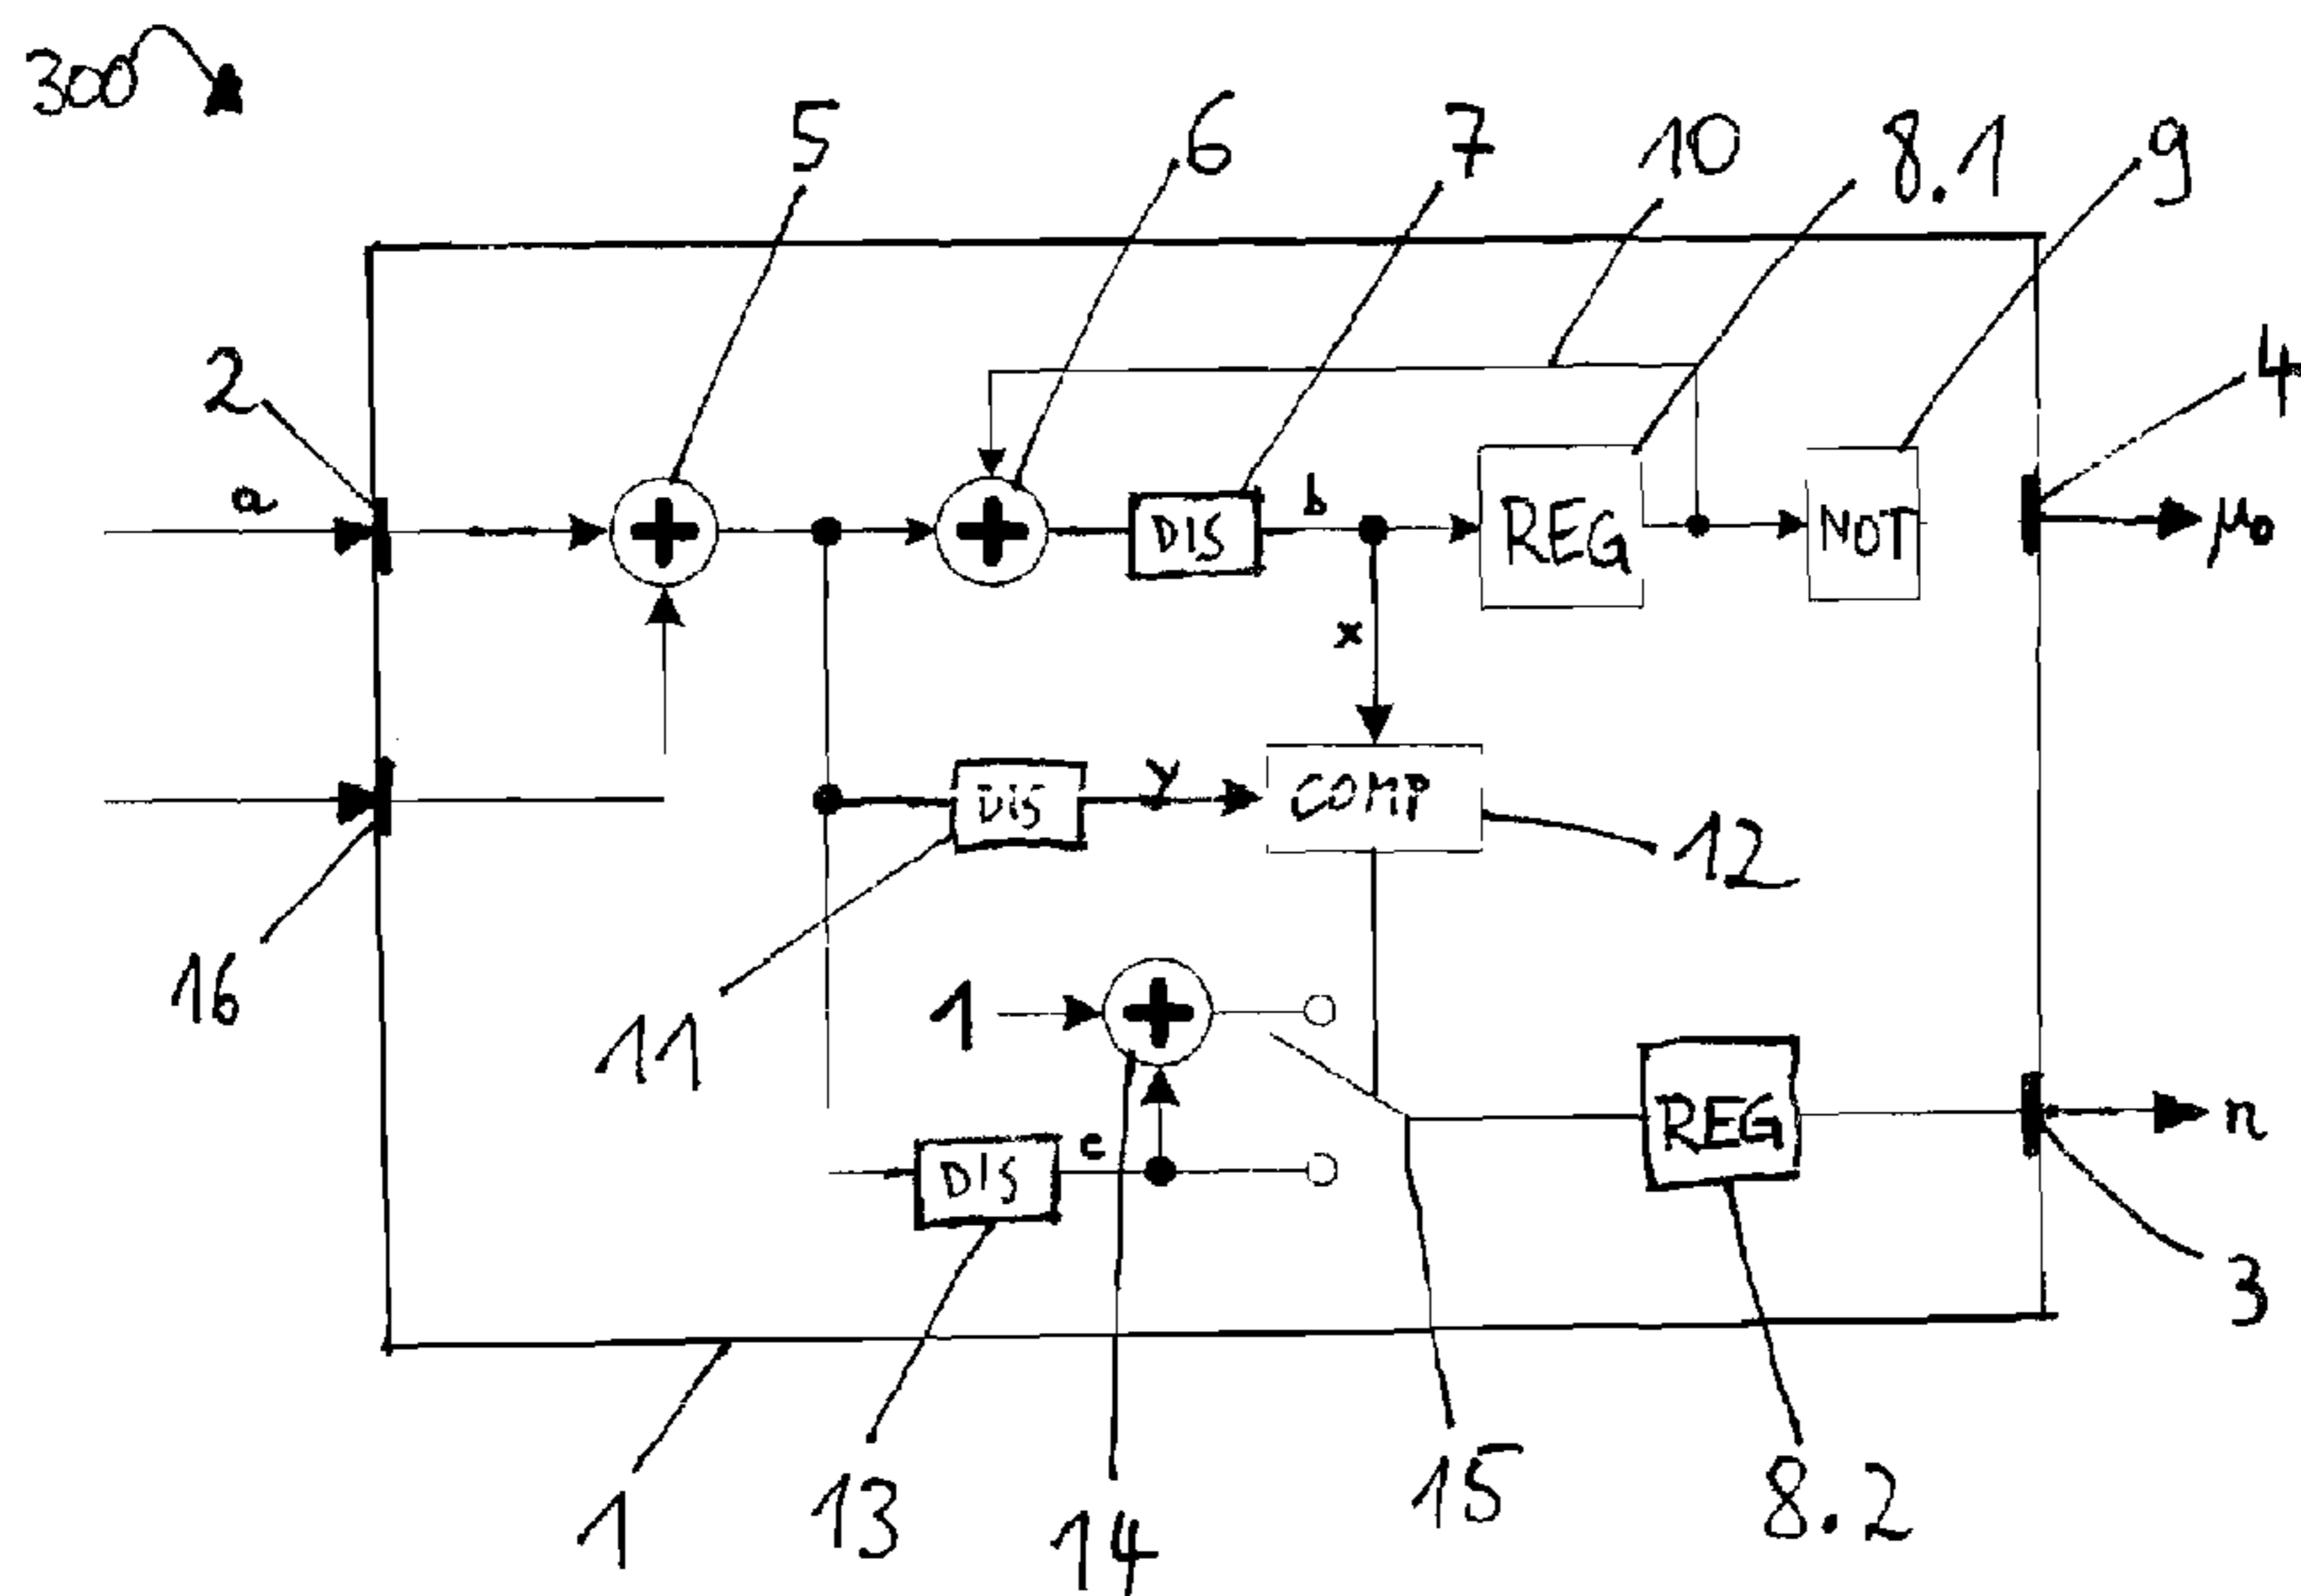 300
5 6 7 10 8.1 9
2 4
a b
+ + DIS REG NOT μ₀
x
DIS y COMP
12
16 11 1 +
REG n
DIS c
3
1 13 14 15 8.2